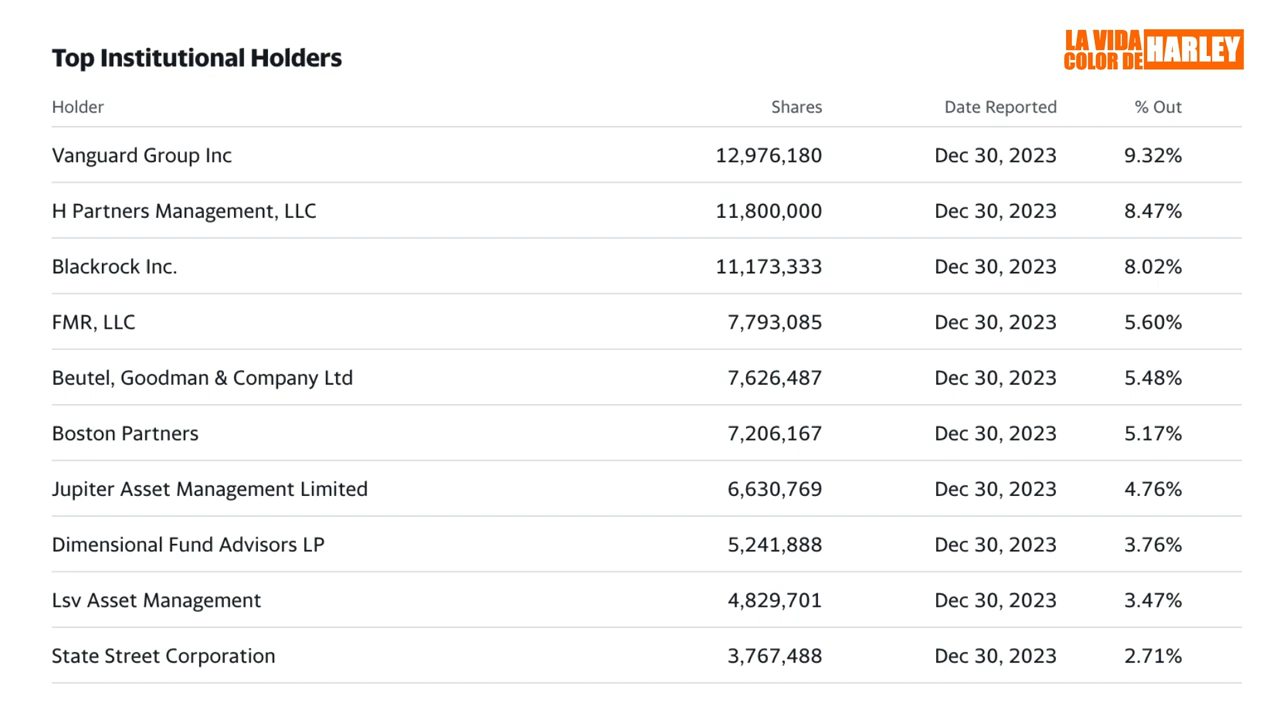 Top Institutional Holders
LA VIDA
COLOR DE HARLEY
Holder Shares Date Reported % Out
Vanguard Group Inc 12,976,180 Dec 30, 2023 9.32%
H Partners Management, LLC 11,800,000 Dec 30, 2023 8.47%
Blackrock Inc. 11,173,333 Dec 30, 2023 8.02%
FMR, LLC 7,793,085 Dec 30, 2023 5.60%
Beutel, Goodman & Company Ltd 7,626,487 Dec 30, 2023 5.48%
Boston Partners 7,206,167 Dec 30, 2023 5.17%
Jupiter Asset Management Limited 6,630,769 Dec 30, 2023 4.76%
Dimensional Fund Advisors LP 5,241,888 Dec 30, 2023 3.76%
Lsv Asset Management 4,829,701 Dec 30, 2023 3.47%
State Street Corporation 3,767,488 Dec 30, 2023 2.71%